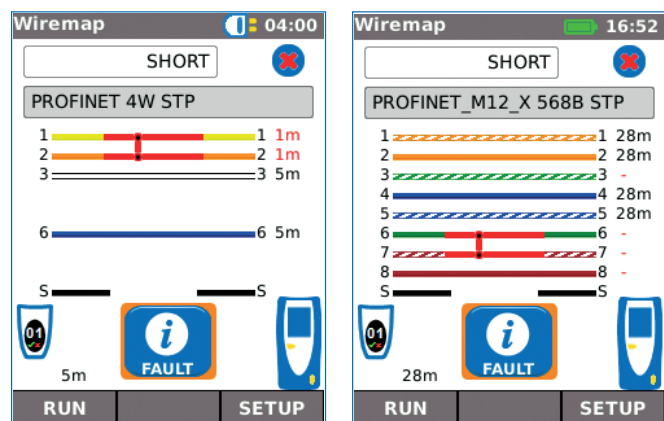 Wiremap 04:00
SHORT
PROFINET 4W STP
1 1 1m
2 2 1m
3 3 5m
6 6 5m
S S
01
FAULT
5m
RUN SETUP
Wiremap 16:52
SHORT
PROFINET_M12_X 568B STP
1 1 28m
2 2 28m
3 3 -
4 4 28m
5 5 28m
6 6 -
7 7 -
8 8 -
S S
01
FAULT
28m
RUN SETUP